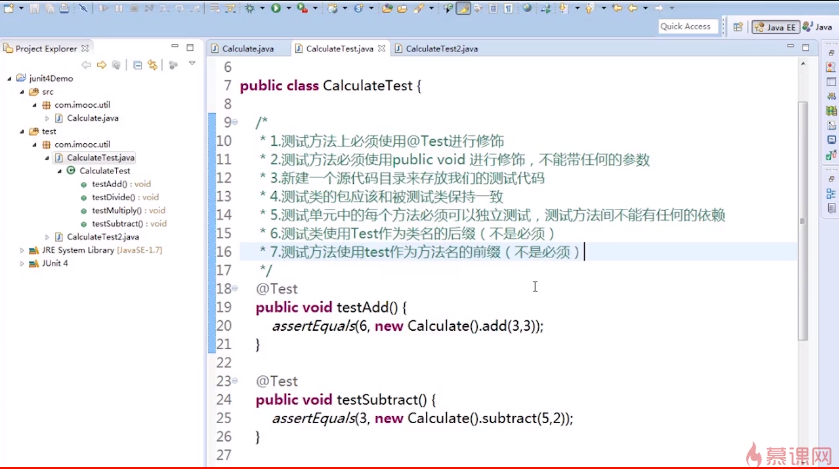 Quick Access
Java EE
Java
Project Explorer
Calculate.java
CalculateTest.java
CalculateTest2.java
junit4Demo
src
com.imooc.util
Calculate.java
test
com.imooc.util
CalculateTest.java
CalculateTest
testAdd() : void
testDivide() : void
testMultiply() : void
testSubtract() : void
CalculateTest2.java
JRE System Library [JavaSE-1.7]
JUnit 4
6
7 public class CalculateTest {
8
9 /*
10 * 1.测试方法上必须使用@Test进行修饰
11 * 2.测试方法必须使用public void 进行修饰，不能带任何的参数
12 * 3.新建一个源代码目录来存放我们的测试代码
13 * 4.测试类的包应该和被测试类保持一致
14 * 5.测试单元中的每个方法必须可以独立测试，测试方法间不能有任何的依赖
15 * 6.测试类使用Test作为类名的后缀（不是必须）
16 * 7.测试方法使用test作为方法名的前缀（不是必须）
17 */
18 @Test
19 public void testAdd() {
20 assertEquals(6, new Calculate().add(3,3));
21 }
22
23 @Test
24 public void testSubtract() {
25 assertEquals(3, new Calculate().subtract(5,2));
26 }
27
慕课网